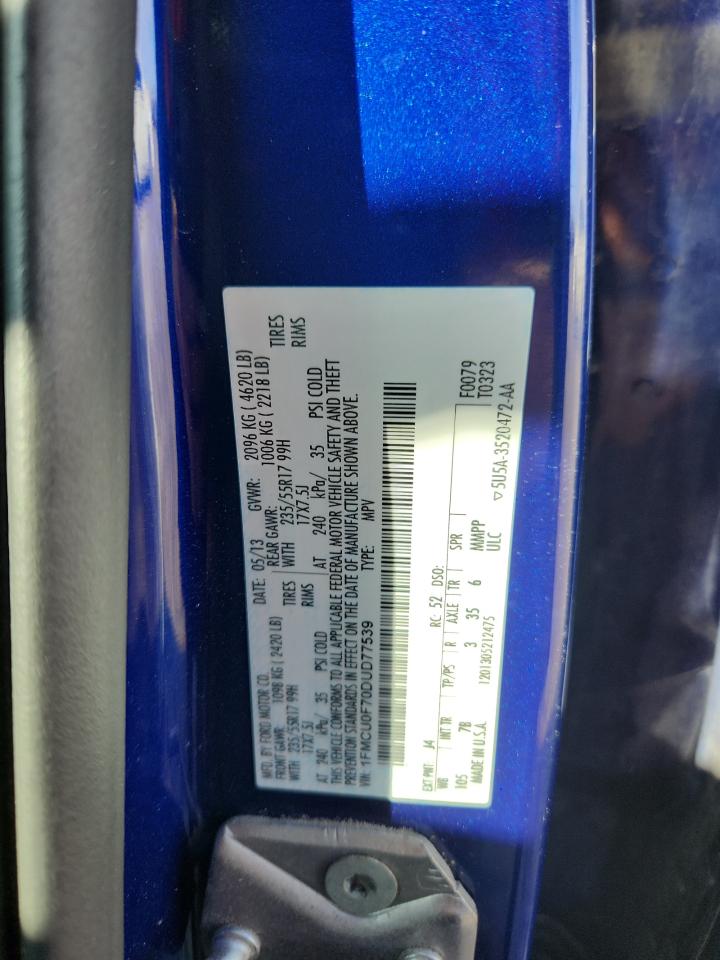 MFD. BY FORD MOTOR CO. DATE: 05/13 GVWR: 2096 KG ( 4620 LB)
FRONT GAWR: 1098 KG ( 2420 LB) REAR GAWR: 1006 KG ( 2218 LB)
WITH 235/55R17 99H TIRES WITH 235/55R17 99H TIRES
17X7.5J RIMS 17X7.5J RIMS
AT 240 kPa/ 35 PSI COLD AT 240 kPa/ 35 PSI COLD
THIS VEHICLE CONFORMS TO ALL APPLICABLE FEDERAL MOTOR VEHICLE SAFETY AND THEFT
PREVENTION STANDARDS IN EFFECT ON THE DATE OF MANUFACTURE SHOWN ABOVE.
VIN: 1FMCU0F70DUD77539 TYPE: MPV
EXT PNT: J4 RC: 52 DSO: F0079
WB INT TR TP/PS R AXLE TR SPR T0323
105 7B 3 35 6 MMPP
MADE IN U.S.A. 1201305212475 ULC ▽5U5A-3520472-AA